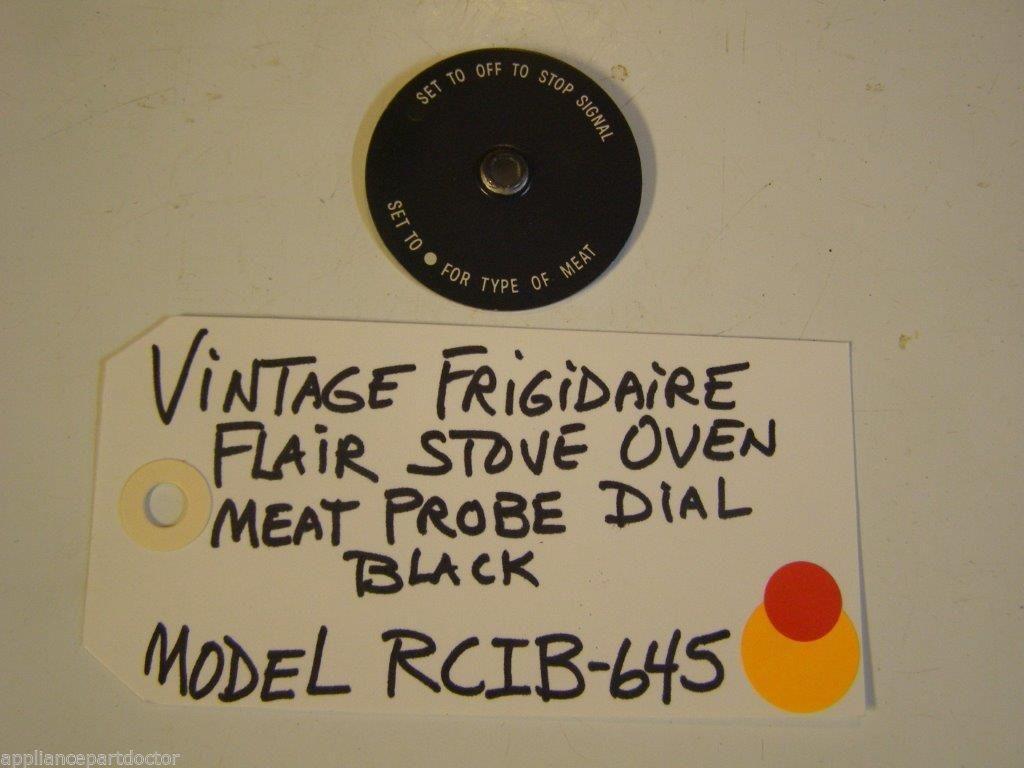 SET TO OFF TO STOP SIGNAL
SET TO ● FOR TYPE OF MEAT
VINTAGE FRIGIDAIRE
FLAIR STOVE OVEN
MEAT PROBE DIAL
BLACK
MODEL RCIB-645
appliancepartdoctor